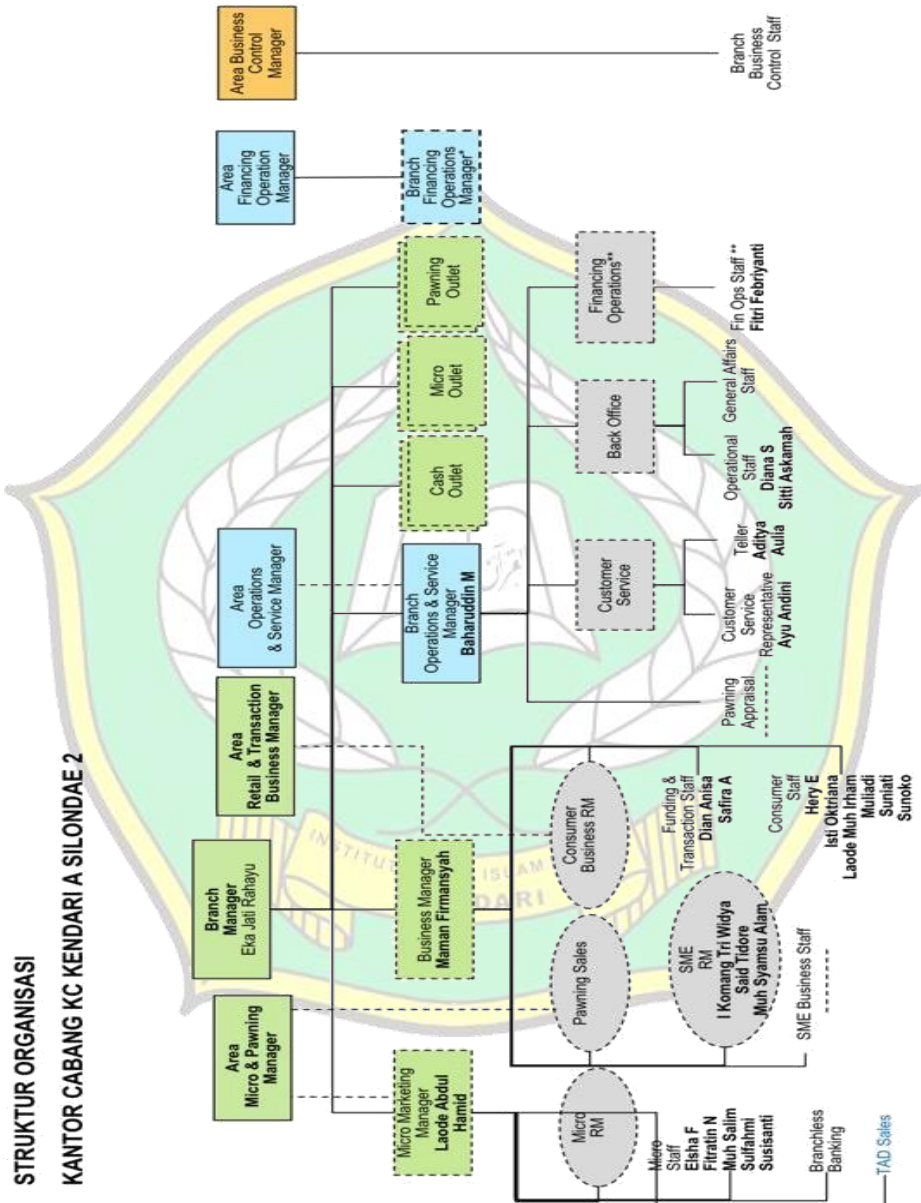 STRUKTUR ORGANISASI
KANTOR CABANG KC KENDARI A SILONDAE 2
Area
Micro & Pawning
Manager
Branch
Manager
Eka Jati Rahayu
Area
Retail & Transaction
Business Manager
Area
Operations
& Service Manager
Area
Financing
Operation
Manager
Area Business
Control
Manager
Micro Marketing
Manager
Laode Abdul
Hamid
Business Manager
Maman Firmansyah
Branch
Operations & Service
Manager
Baharuddin M
Cash
Outlet
Micro
Outlet
Pawning
Outlet
Branch
Financing
Operations
Manager*
Micro
RM
Pawning Sales
Consumer
Business RM
Customer
Service
Back Office
Financing
Operations**
Micro
Staff
Elsha F
Fitratin N
Muh Salim
Sulfahmi
Susisanti
SME
RM
I Komang Tri Widya
Said Tidore
Muh Syamsu Alam
Funding &
Transaction Staff
Dian Anisa
Safira A
Pawning
Appraisal
Customer
Service
Representative
Ayu Andini
Teller
Aditya
Aulia
Operational
Staff
Diana S
Sitti Askamah
General Affairs
Staff
Fin Ops Staff **
Fitri Febriyanti
Branch
Business
Control Staff
Branchless
Banking
SME Business Staff
Consumer
Staff
Hery E
Isti Oktriana
Laode Muh Irham
Muliadi
Suniati
Sunoko
TAD Sales
INSTITUT
ISLAM
DARI